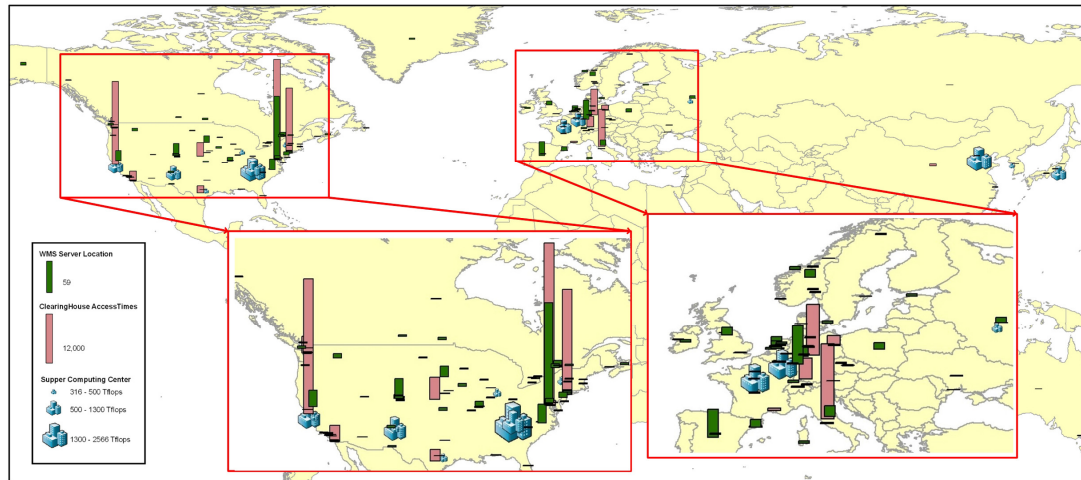 WMS Server Location
59
ClearingHouse AccessTimes
12,000
Supper Computing Center
316 - 500 Tflops
500 - 1300 Tflops
1300 - 2566 Tflops